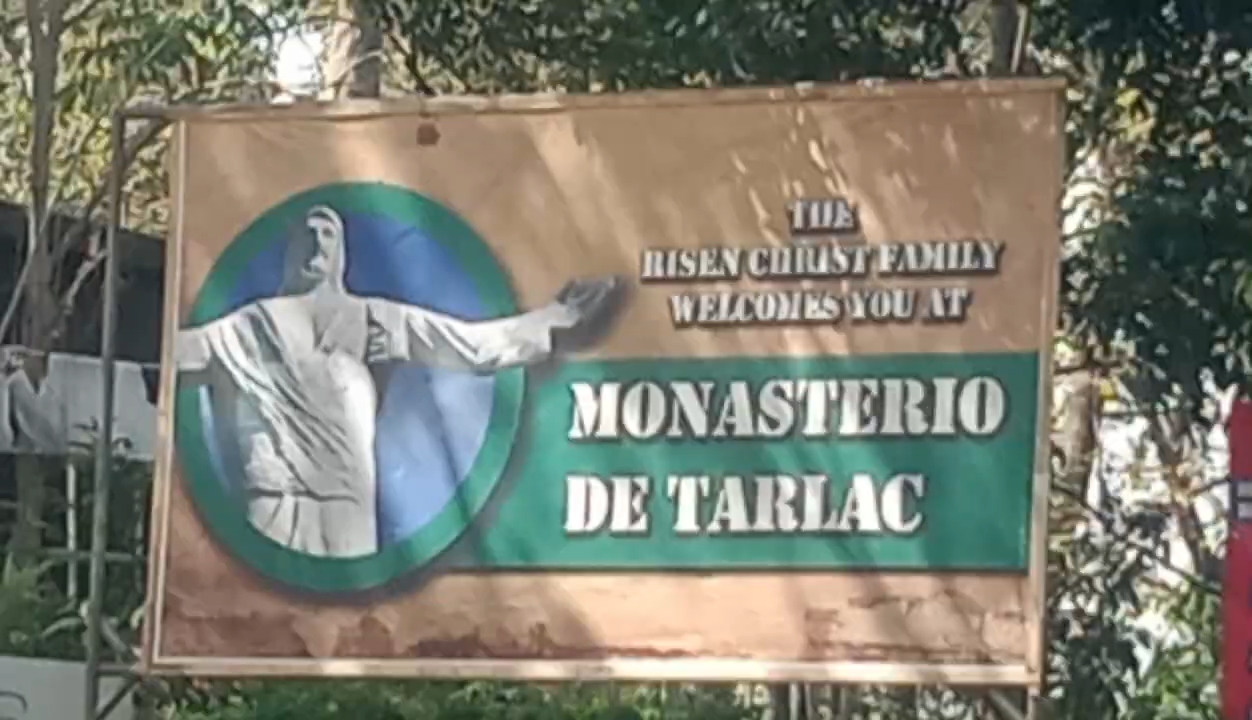 THE
RISEN CHRIST FAMILY
WELCOMES YOU AT
MONASTERIO
DE TARLAC